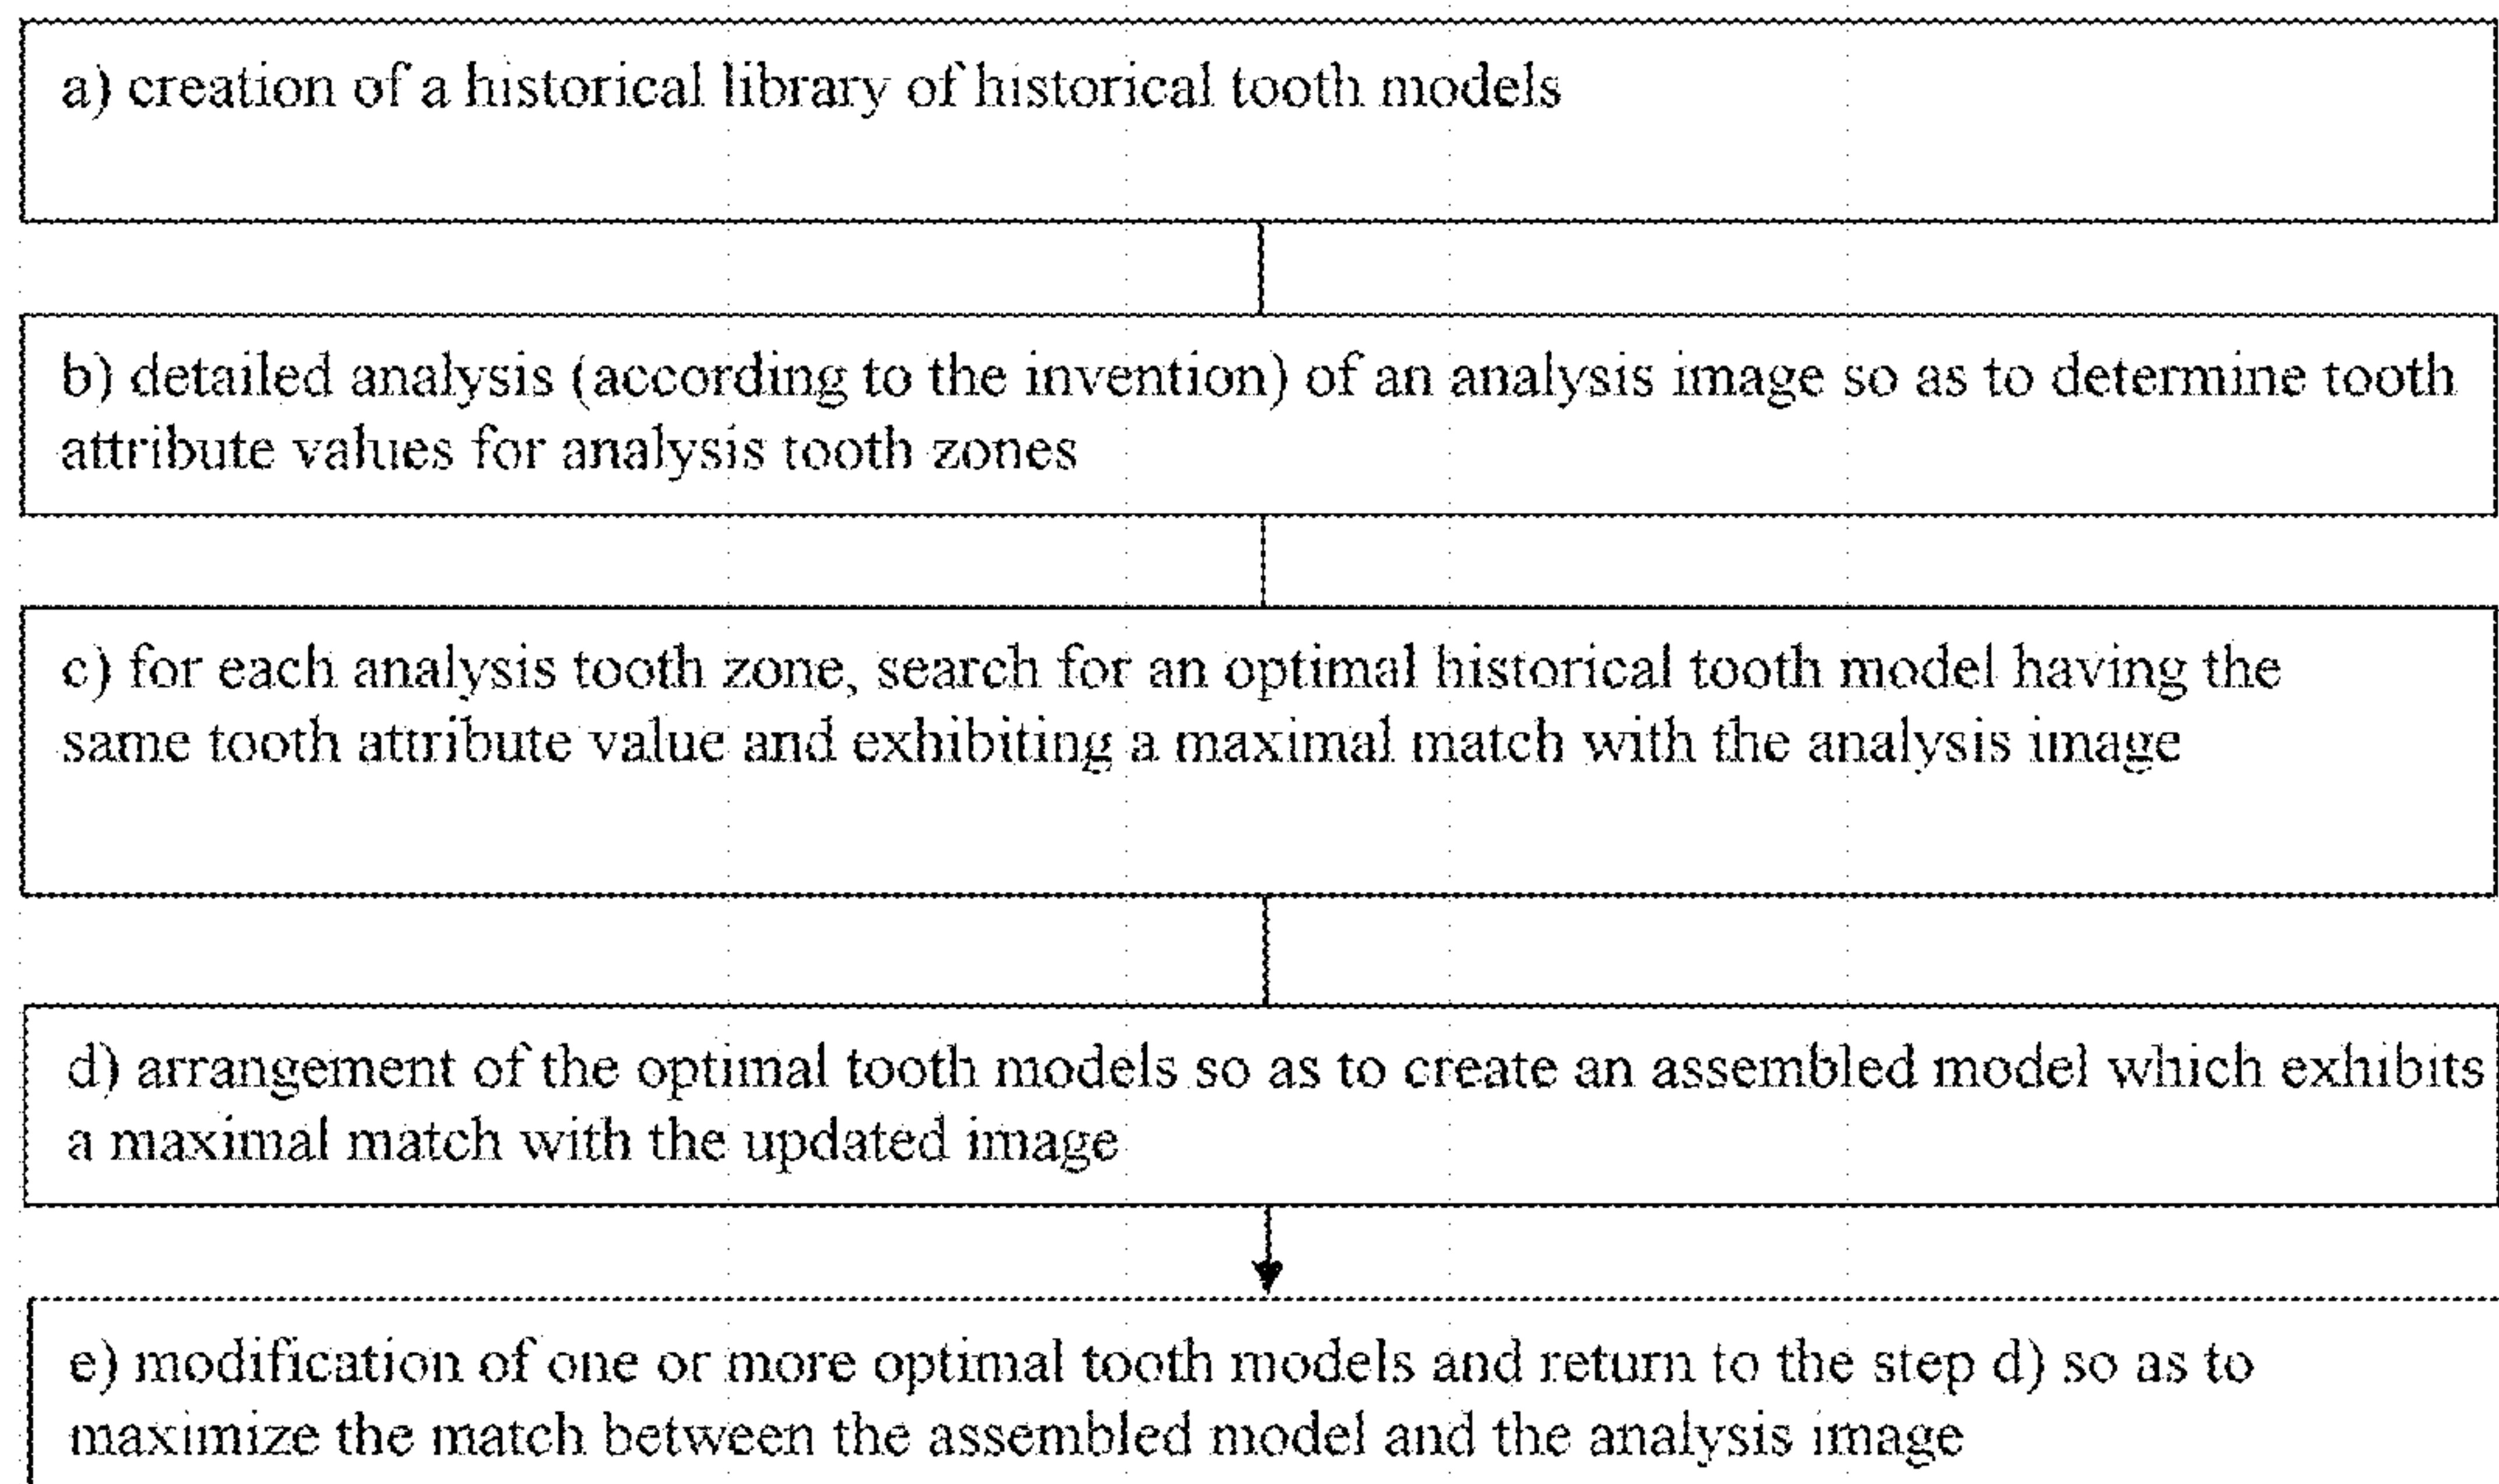 a) creation of a historical library of historical tooth models
b) detailed analysis (according to the invention) of an analysis image so as to determine tooth
attribute values for analysis tooth zones
c) for each analysis tooth zone, search for an optimal historical tooth model having the
same tooth attribute value and exhibiting a maximal match with the analysis image
d) arrangement of the optimal tooth models so as to create an assembled model which exhibits
a maximal match with the updated image
e) modification of one or more optimal tooth models and return to the step d) so as to
maximize the match between the assembled model and the analysis image